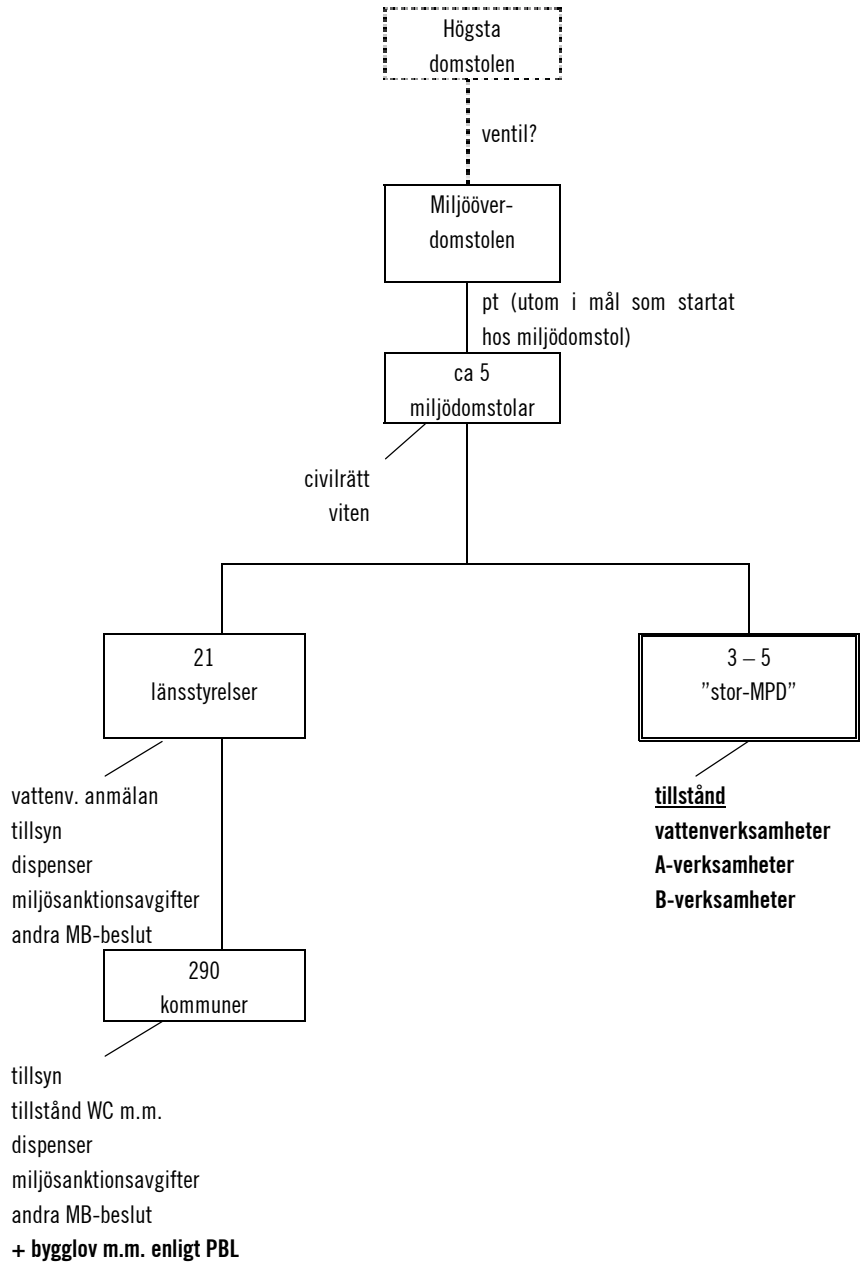 Högsta
domstolen
ventil?
Miljööver-
domstolen
pt (utom i mål som startat
hos miljödomstol)
ca 5
miljödomstolar
civilrätt
viten
21
länsstyrelser
3 – 5
”stor-MPD”
vattenv. anmälan
tillsyn
dispenser
miljösanktionsavgifter
andra MB-beslut
tillstånd
vattenverksamheter
A-verksamheter
B-verksamheter
290
kommuner
tillsyn
tillstånd WC m.m.
dispenser
miljösanktionsavgifter
andra MB-beslut
+ bygglov m.m. enligt PBL